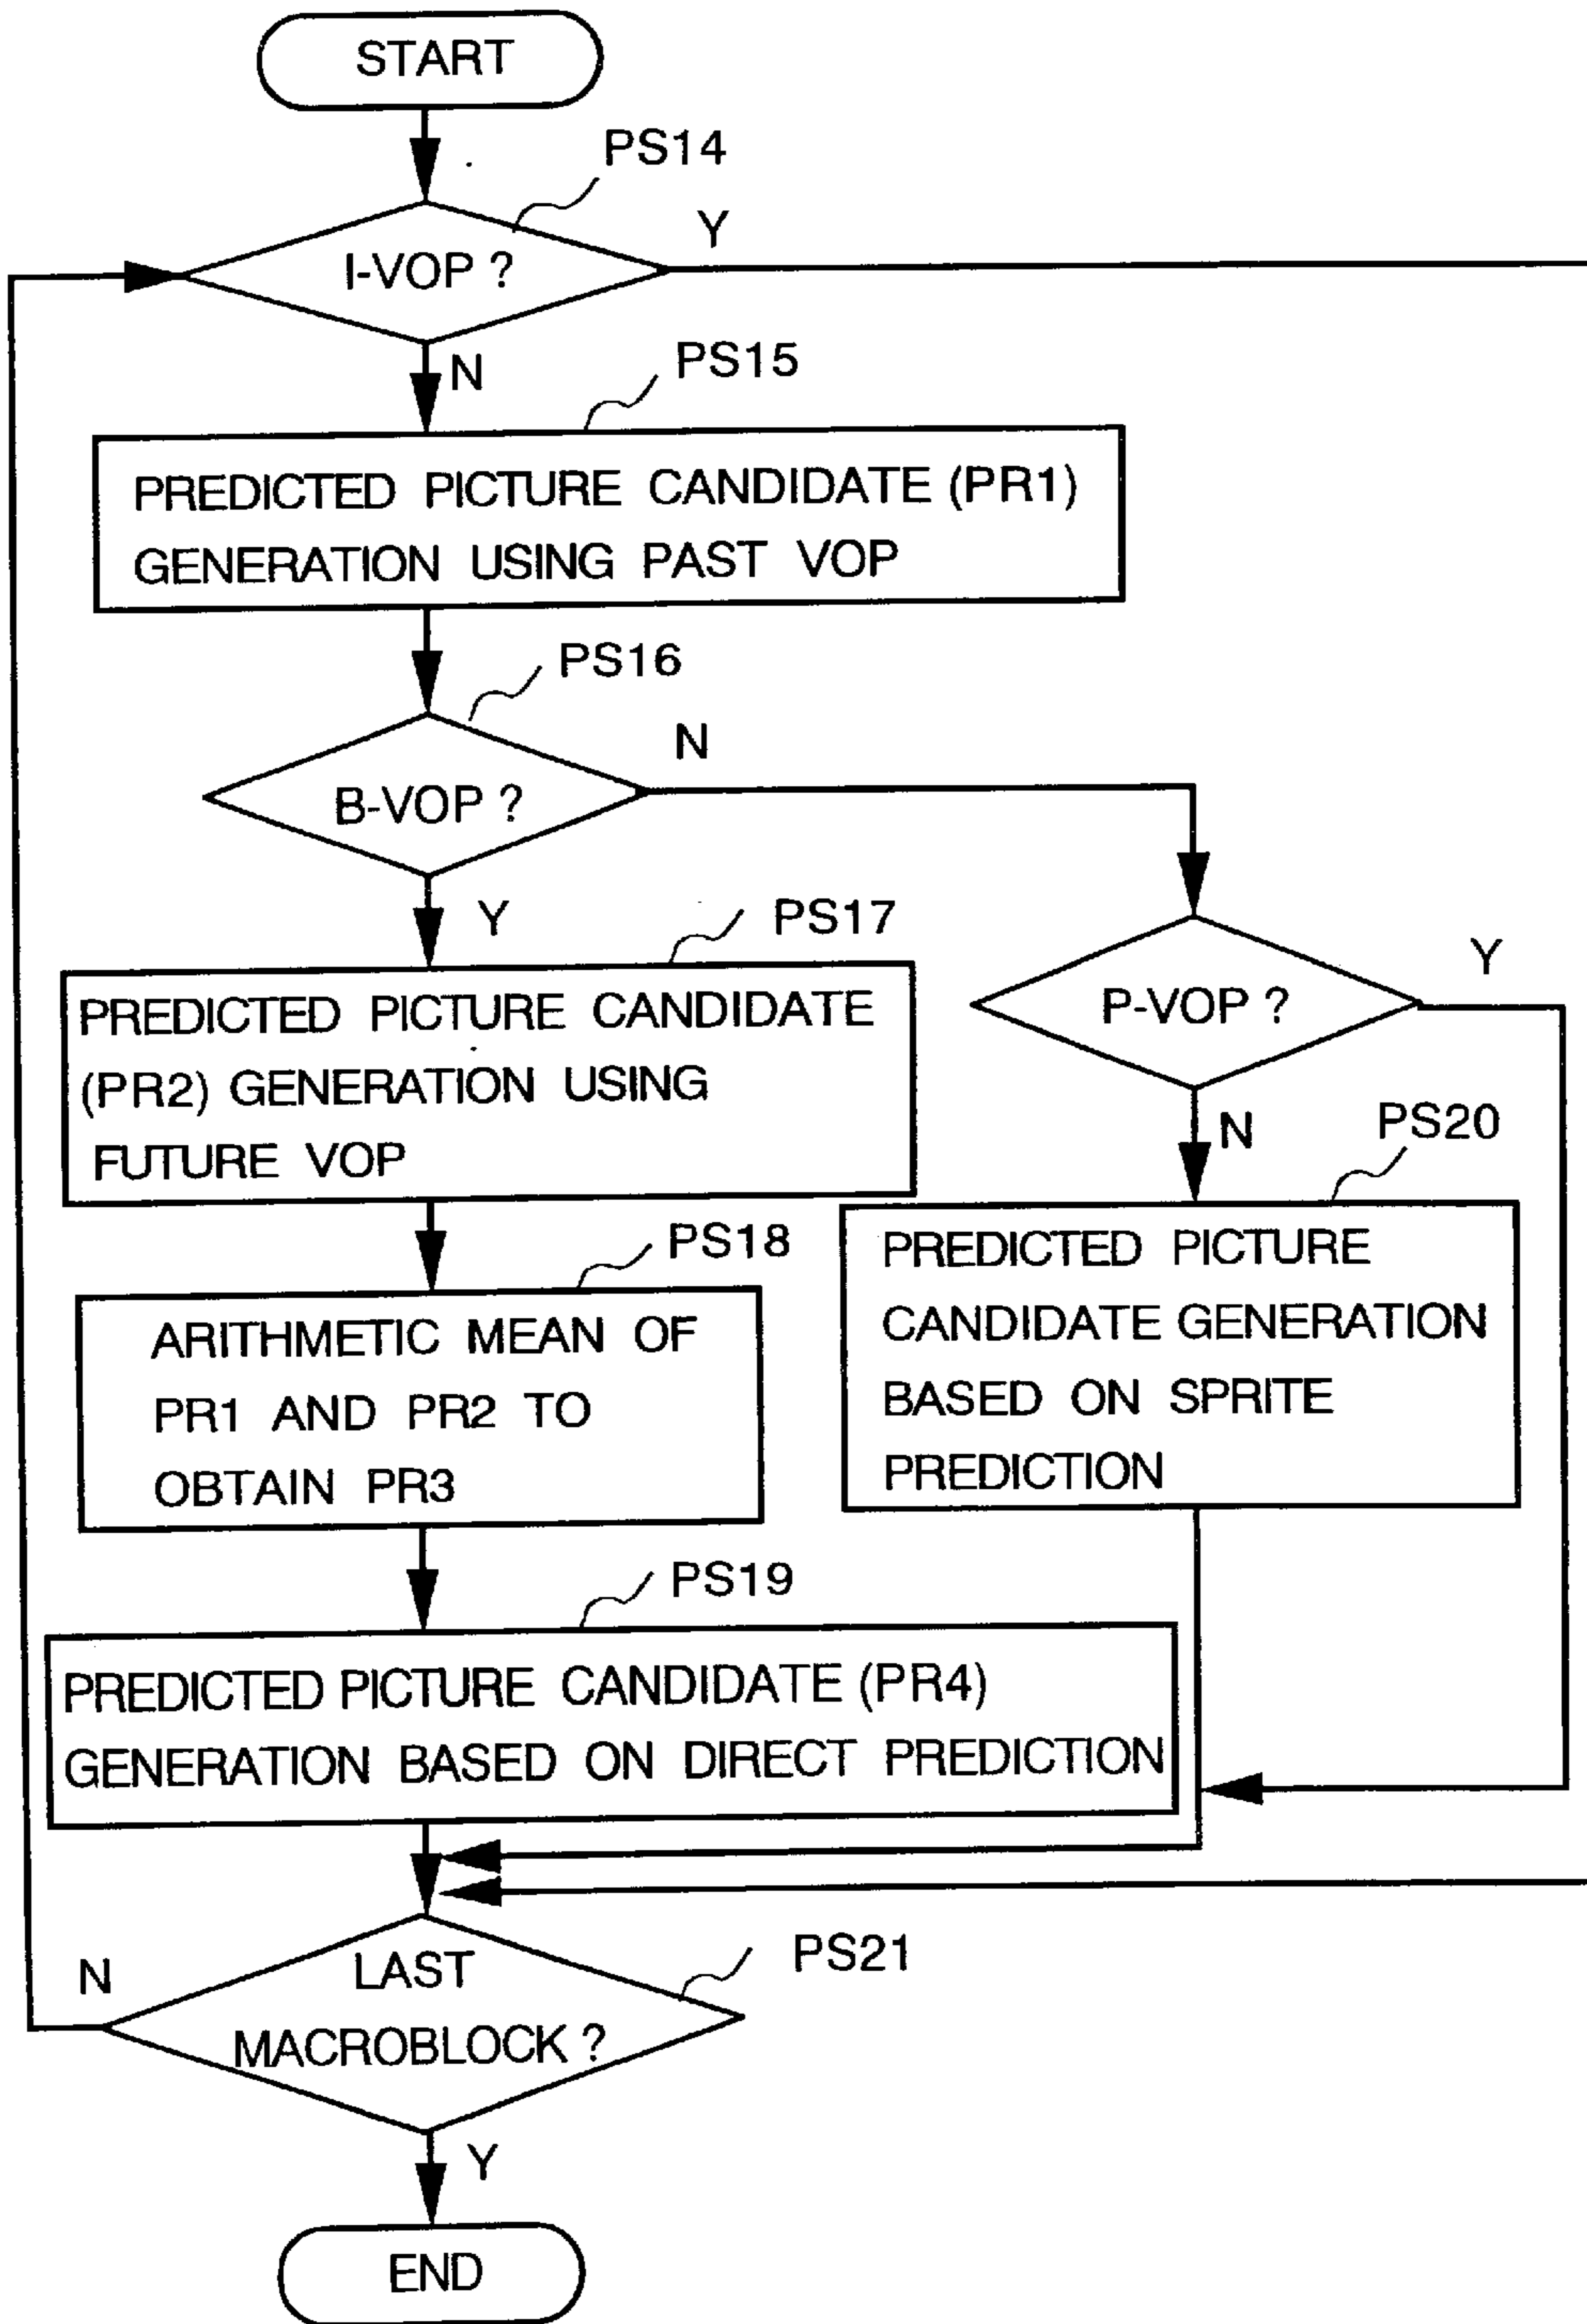 START
PS14
I-VOP ?
Y
N
PS15
PREDICTED PICTURE CANDIDATE (PR1)
GENERATION USING PAST VOP
PS16
B-VOP ?
N
Y
PS17
PREDICTED PICTURE CANDIDATE
(PR2) GENERATION USING
FUTURE VOP
P-VOP ?
Y
N
PS20
PREDICTED PICTURE
CANDIDATE GENERATION
BASED ON SPRITE
PREDICTION
PS18
ARITHMETIC MEAN OF
PR1 AND PR2 TO
OBTAIN PR3
PS19
PREDICTED PICTURE CANDIDATE (PR4)
GENERATION BASED ON DIRECT PREDICTION
PS21
LAST
MACROBLOCK ?
N
Y
END